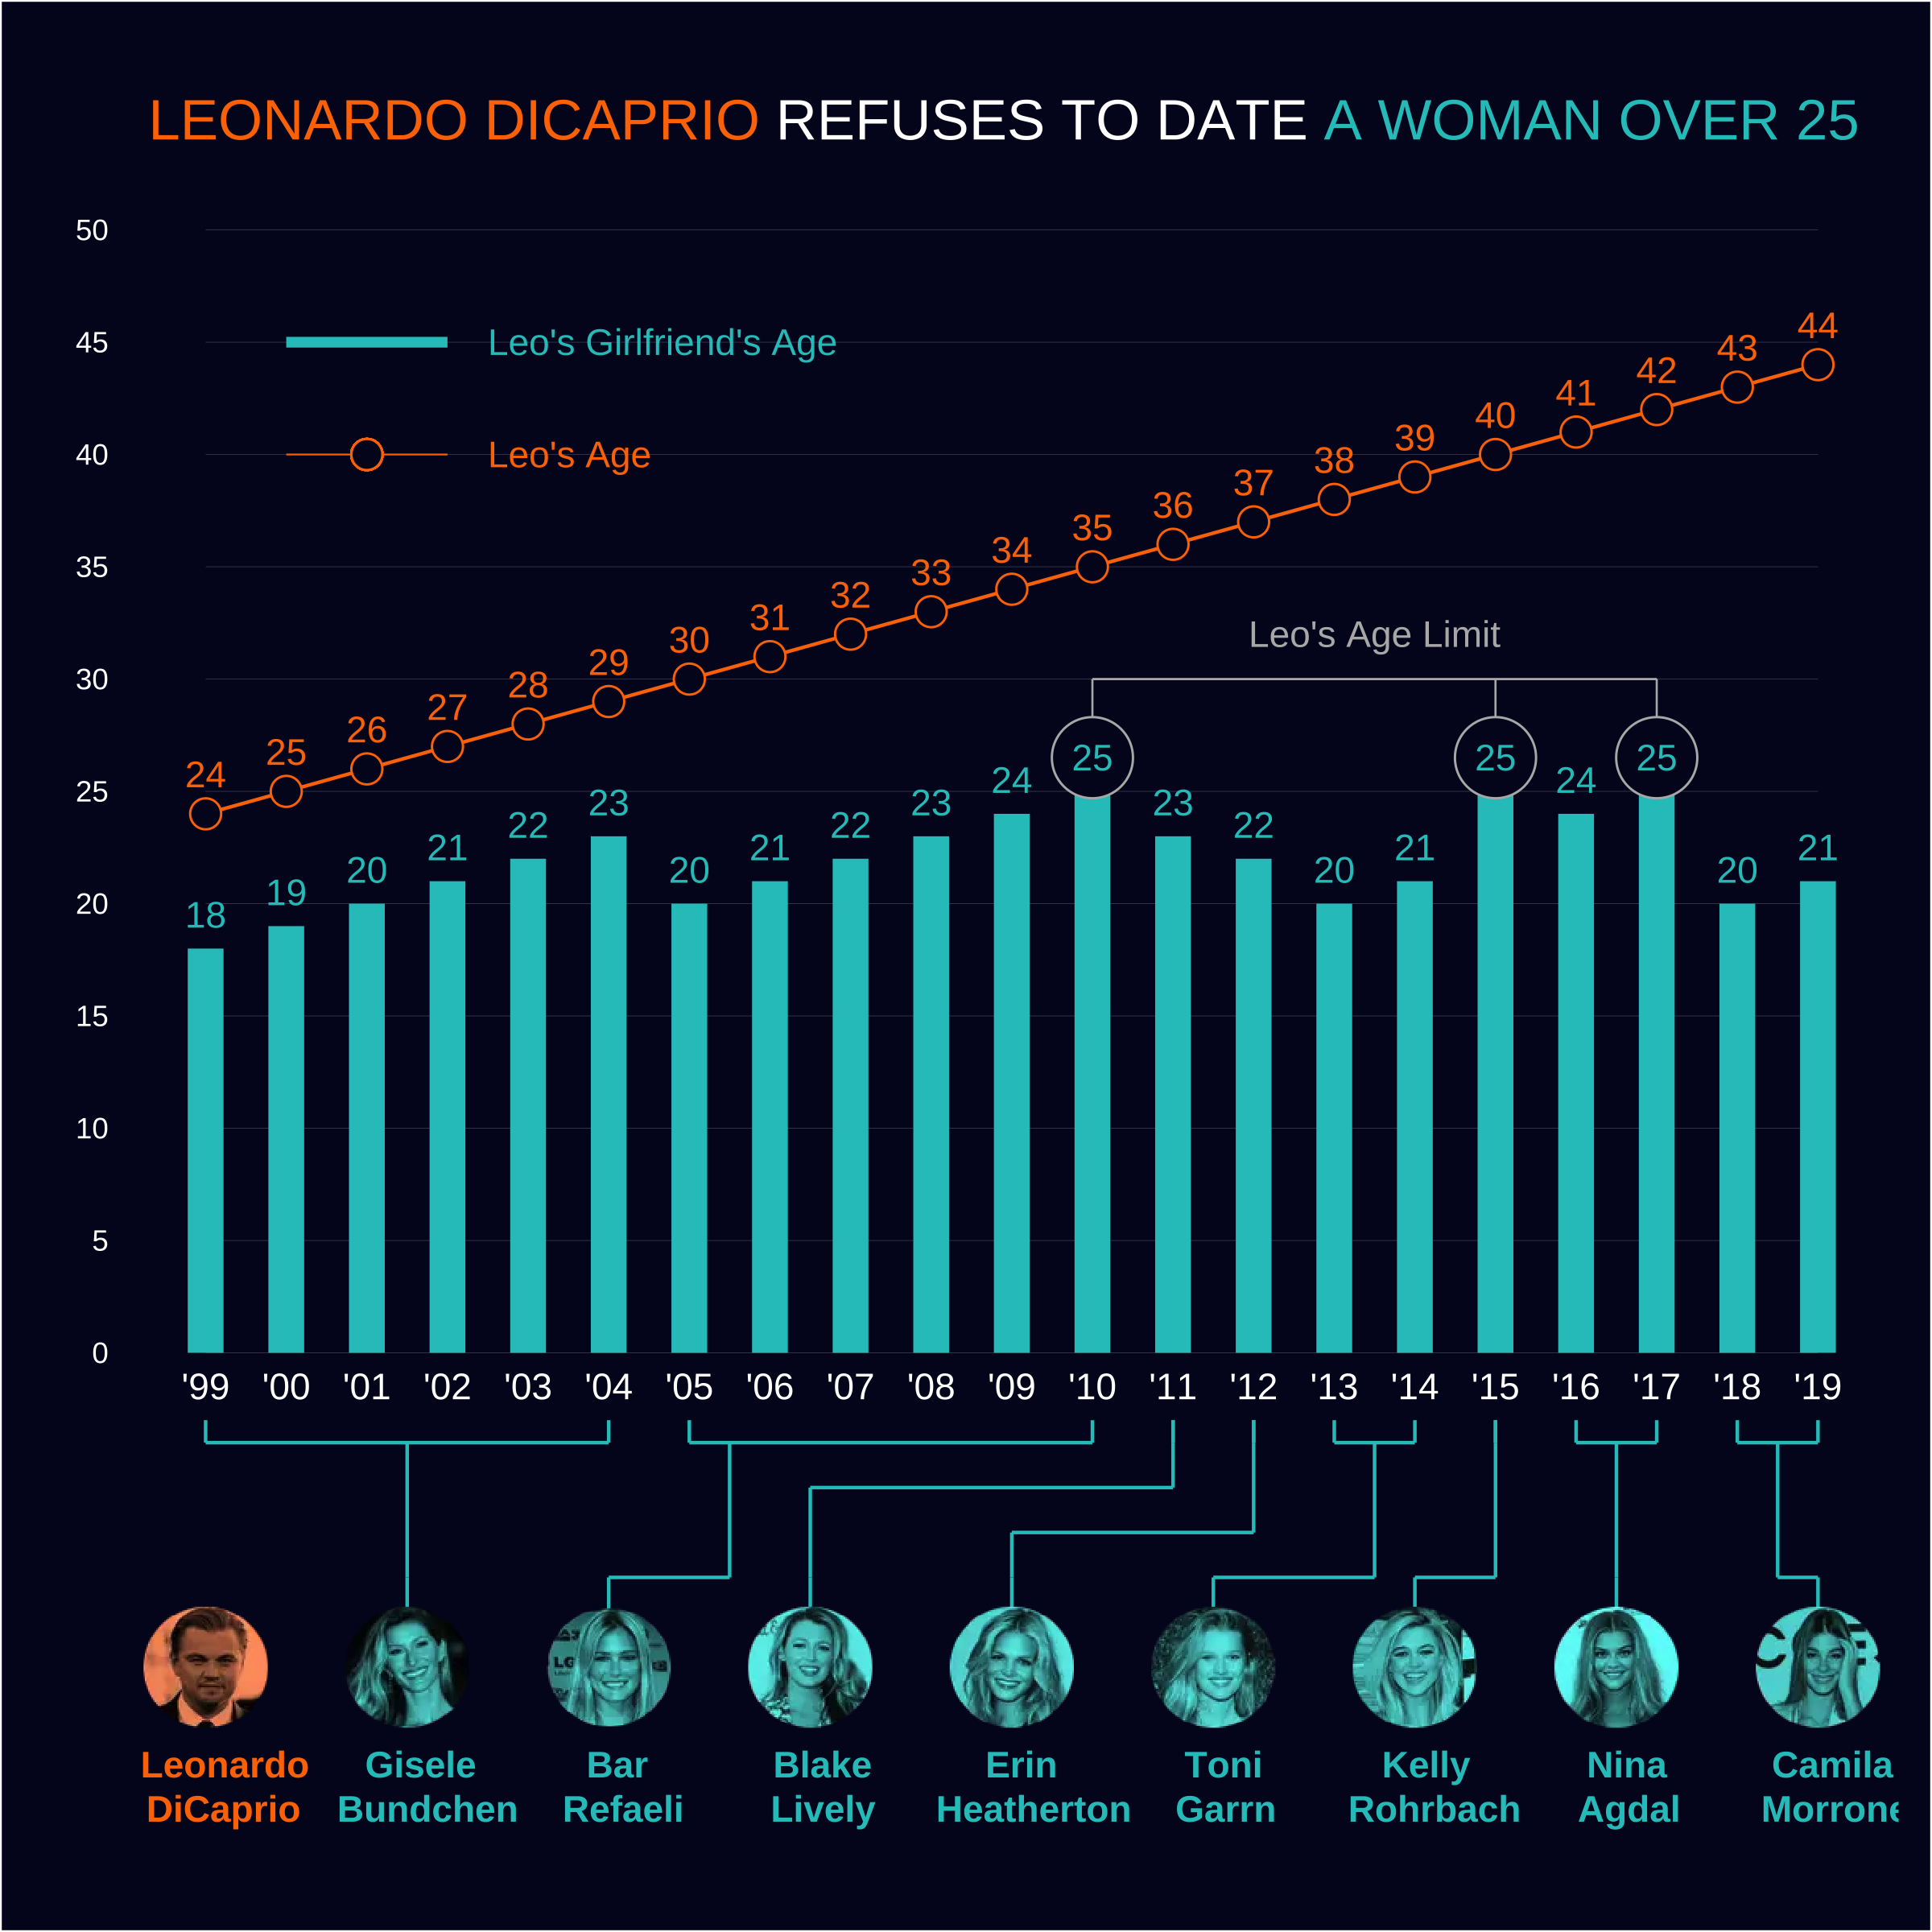 LEONARDO DICAPRIO REFUSES TO DATE A WOMAN OVER 25
50
45
Leo's Girlfriend's Age
40
Leo's Age
35
30
25
20
15
10
5
0
24 25 26 27 28 29 30 31 32 33 34 35 36 37 38 39 40 41 42 43 44
Leo's Age Limit
18 19 20 21 22 23 20 21 22 23 24 25 23 22 20 21 25 24 25 20 21
'99 '00 '01 '02 '03 '04 '05 '06 '07 '08 '09 '10 '11 '12 '13 '14 '15 '16 '17 '18 '19
Leonardo
DiCaprio
Gisele
Bundchen
Bar
Refaeli
Blake
Lively
Erin
Heatherton
Toni
Garrn
Kelly
Rohrbach
Nina
Agdal
Camila
Morrone